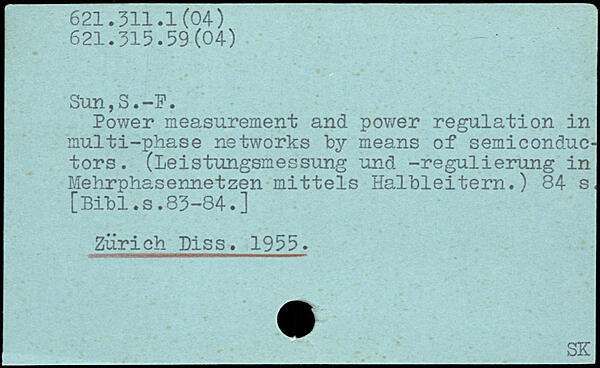 621.311.1(04)
621.315.59(04)
Sun,S.-F.
Power measurement and power regulation in
multi-phase networks by means of semiconduc-
tors. (Leistungsmessung und -regulierung in
Mehrphasennetzen mittels Halbleitern.) 84 s.
[Bibl.s.83-84.]
Zürich Diss. 1955.
SK